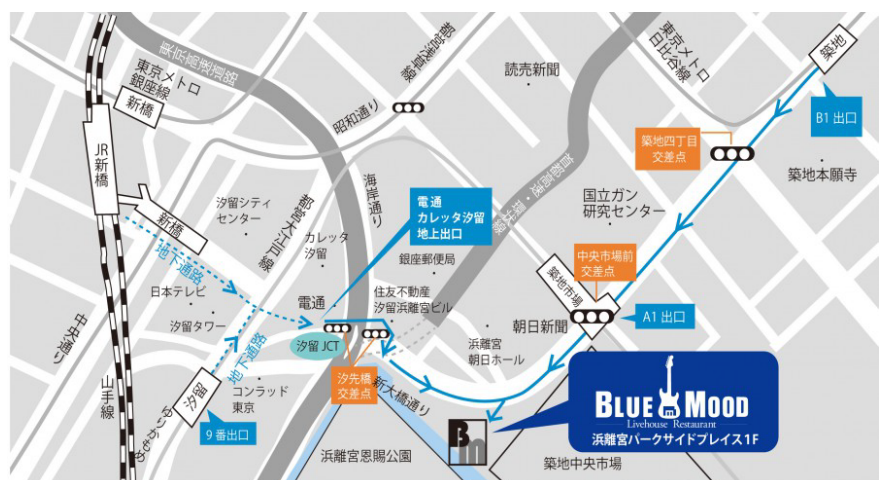 東京高速道路
都営浅草線
読売新聞
東京メトロ
日比谷線
築地
B1 出口
東京メトロ
銀座線
新橋
昭和通り
築地四丁目
交差点
築地本願寺
JR
新橋
海岸通り
首都高速・環状線
国立ガン
研究センター
汐留シティ
センター
都営大江戸線
電通
カレッタ汐留
地上出口
新橋
カレッタ
汐留
銀座郵便局
中央市場前
交差点
築地市場
地下通路
日本テレビ
電通
住友不動産
汐留浜離宮ビル
朝日新聞
A1 出口
汐留タワー
汐留 JCT
浜離宮
朝日ホール
中央通り
地下通路
汐先橋
交差点
新大橋通り
山手線
汐留
コンラッド
東京
ゆりかもめ
9 番出口
BLUE MOOD
Livehouse Restaurant
浜離宮パークサイドプレイス1F
Bm
浜離宮恩賜公園
築地中央市場